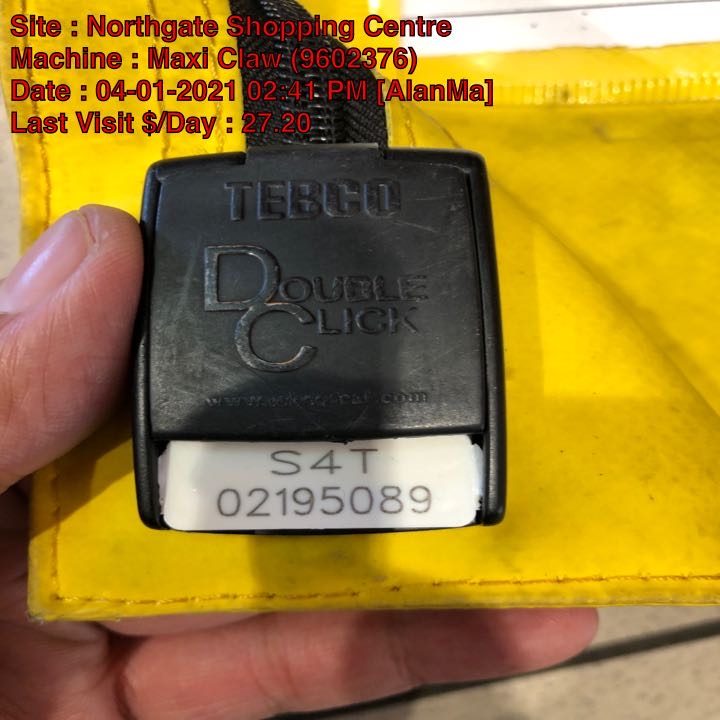 Site : Northgate Shopping Centre
Machine : Maxi Claw (9602376)
Date : 04-01-2021 02:41 PM [AlanMa]
Last Visit $/Day : 27.20
TEBCO
DOUBLE
CLICK
S4T
02195089